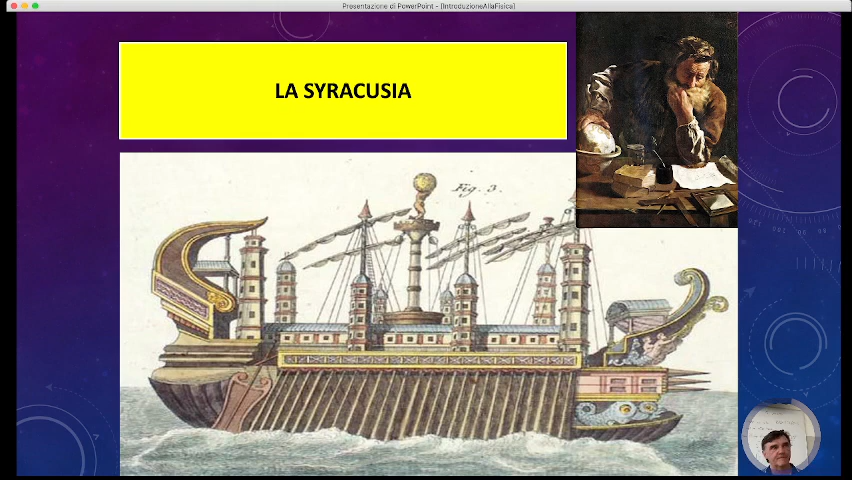 Presentazione di PowerPoint - [IntroduzioneAllaFisica]
LA SYRACUSIA
Fig. 3.